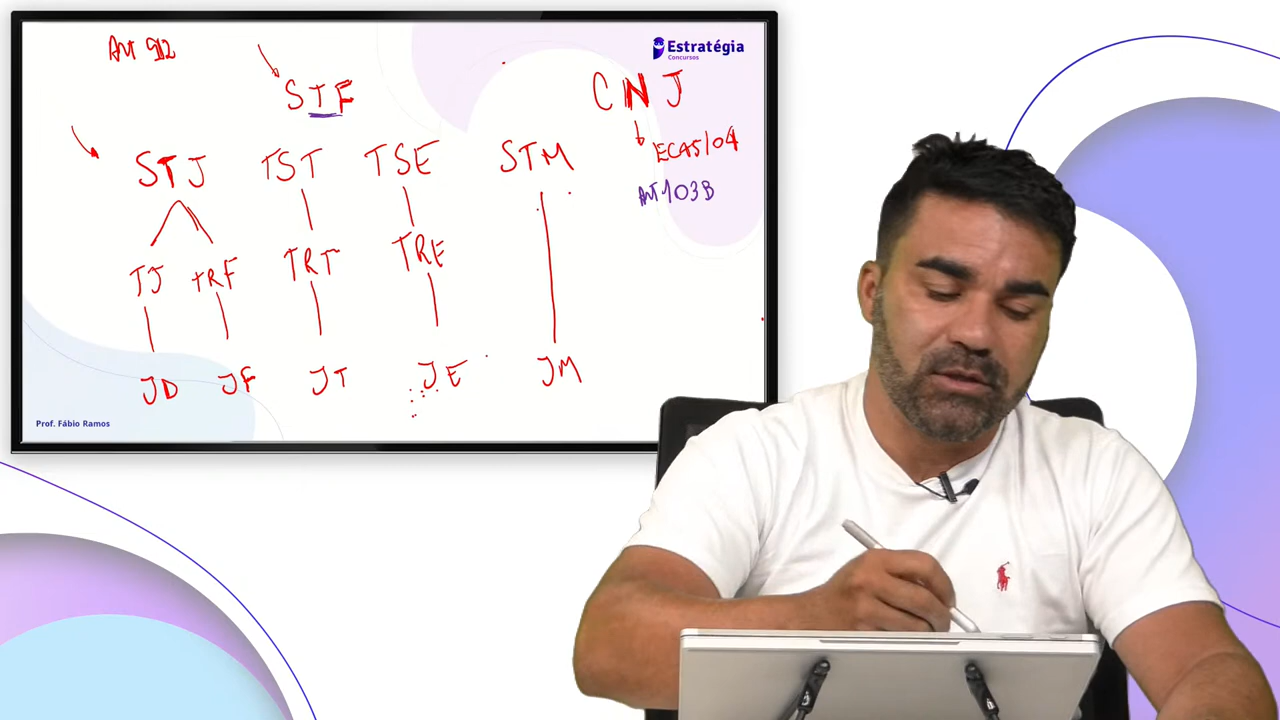 Art 92
Estratégia
Concursos
STF
CNJ
EC45/04
Art 103B
STJ TST TSE STM
TJ TRF TRT TRE
JD JF JT JE JM
Prof. Fábio Ramos